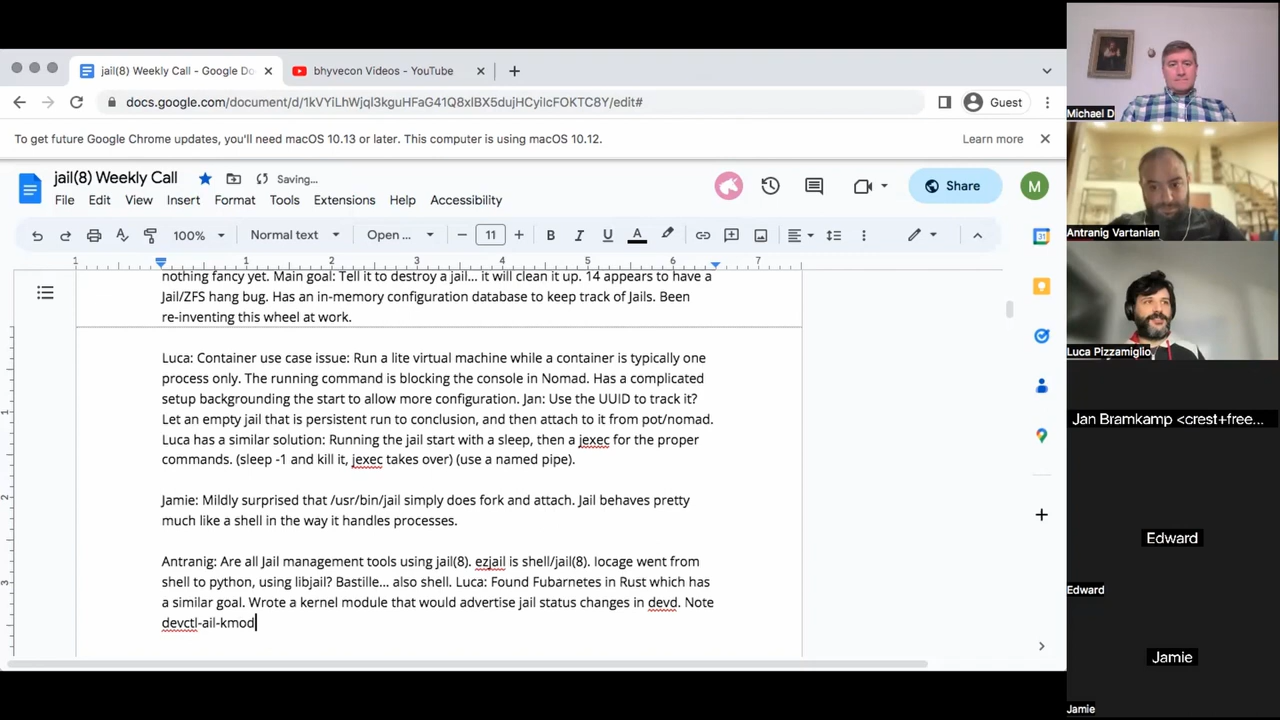 jail(8) Weekly Call - Google Do
bhyvecon Videos - YouTube
docs.google.com/document/d/1kVYiLhWjqI3kguHFaG41Q8xIBX5dujHCyiIcFOKTC8Y/edit#
Guest
To get future Google Chrome updates, you'll need macOS 10.13 or later. This computer is using macOS 10.12.
Learn more
jail(8) Weekly Call
Saving...
File Edit View Insert Format Tools Extensions Help Accessibility
Share
M
100%
Normal text
Open ...
11
B I U A
1 1 2 3 4 5 6 7
nothing fancy yet. Main goal: Tell it to destroy a jail... it will clean it up. 14 appears to have a
Jail/ZFS hang bug. Has an in-memory configuration database to keep track of Jails. Been
re-inventing this wheel at work.
Luca: Container use case issue: Run a lite virtual machine while a container is typically one
process only. The running command is blocking the console in Nomad. Has a complicated
setup backgrounding the start to allow more configuration. Jan: Use the UUID to track it?
Let an empty jail that is persistent run to conclusion, and then attach to it from pot/nomad.
Luca has a similar solution: Running the jail start with a sleep, then a jexec for the proper
commands. (sleep -1 and kill it, jexec takes over) (use a named pipe).
Jamie: Mildly surprised that /usr/bin/jail simply does fork and attach. Jail behaves pretty
much like a shell in the way it handles processes.
Antranig: Are all Jail management tools using jail(8). ezjail is shell/jail(8). Iocage went from
shell to python, using libjail? Bastille... also shell. Luca: Found Fubarnetes in Rust which has
a similar goal. Wrote a kernel module that would advertise jail status changes in devd. Note
devctl-ail-kmod
1
2
3
Michael D
Antranig Vartanian
Luca Pizzamiglio
Jan Bramkamp <crest+free...
Edward
Edward
Jamie
Jamie